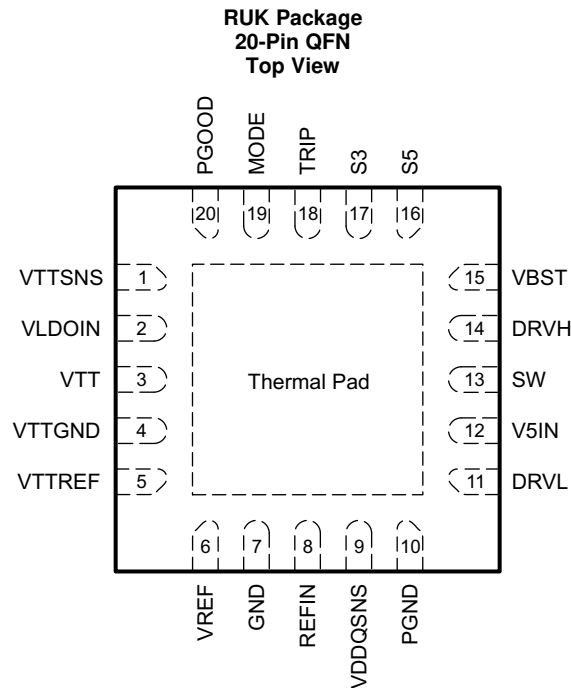 RUK Package
20-Pin QFN
Top View
PGOOD
MODE
TRIP
S3
S5
20
19
18
17
16
VTTSNS 1
15 VBST
VLDOIN 2
14 DRVH
VTT 3
Thermal Pad
13 SW
VTTGND 4
12 V5IN
VTTREF 5
11 DRVL
6
7
8
9
10
VREF
GND
REFIN
VDDQSNS
PGND